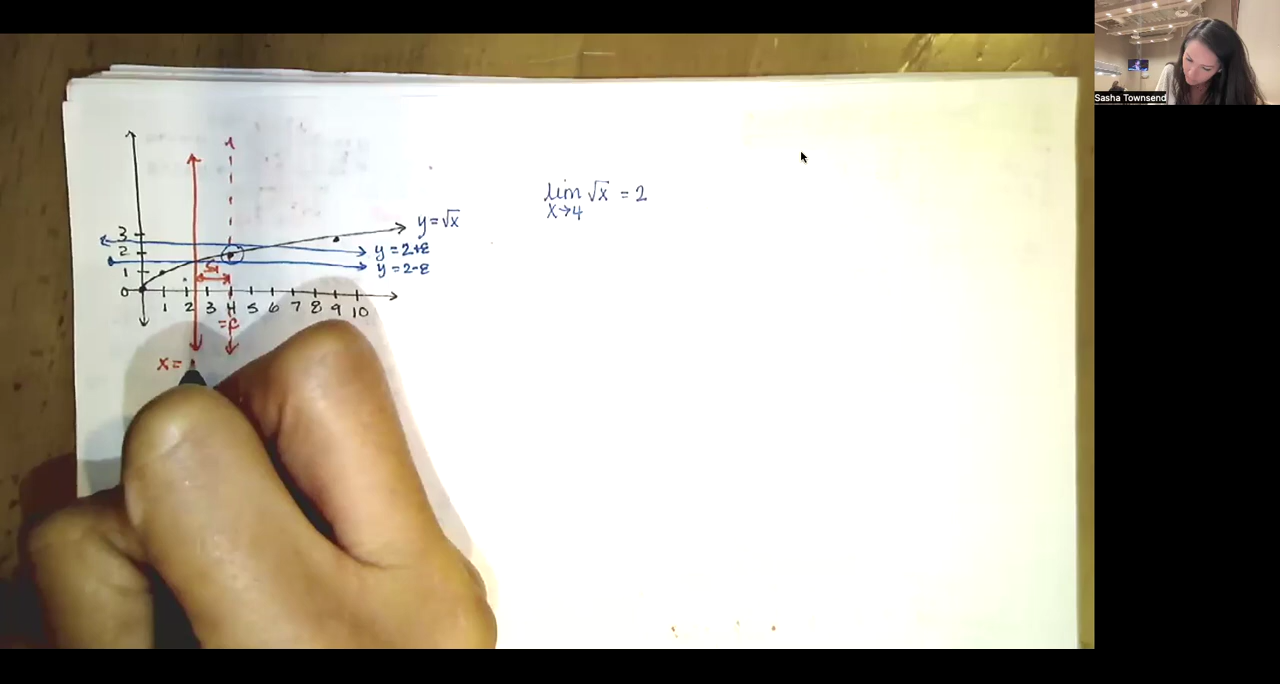 Sasha Townsend
lim √x = 2
x→4
y = √x
3
y = 2+ε
2
y = 2-ε
1
0
1 2 3 4 5 6 7 8 9 10
=c
x=